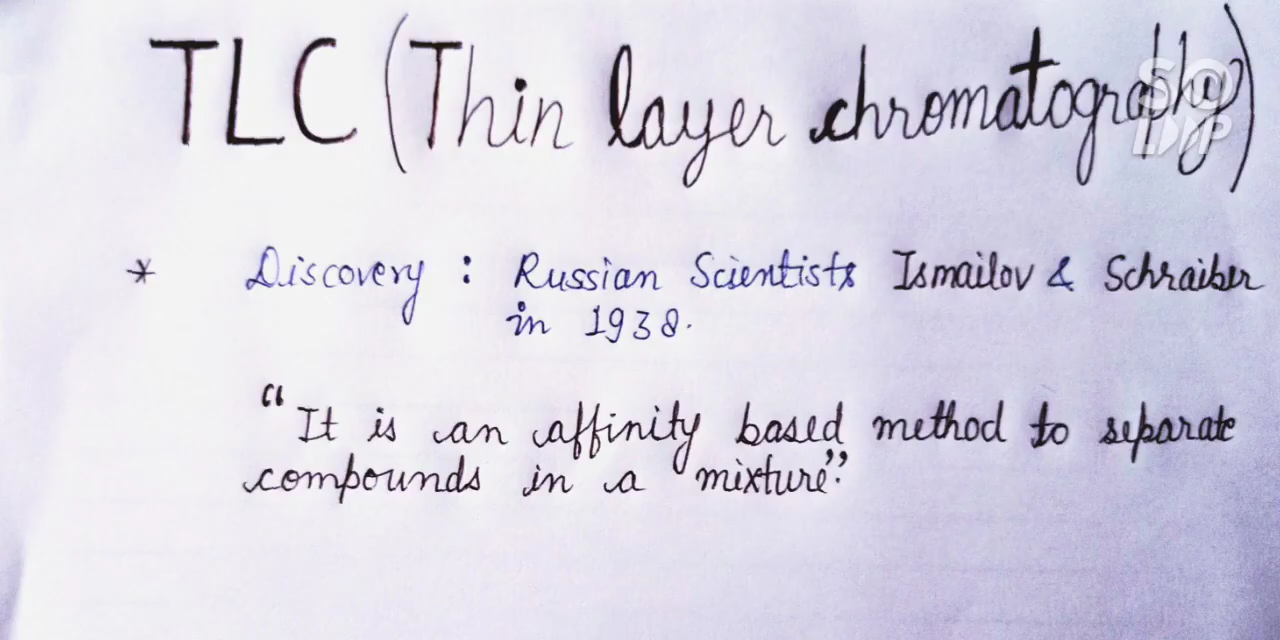 TLC (Thin layer chromatography)
* Discovery : Russian Scientists Ismailov & Schraiber
in 1938.
"It is an affinity based method to separate
compounds in a mixture".